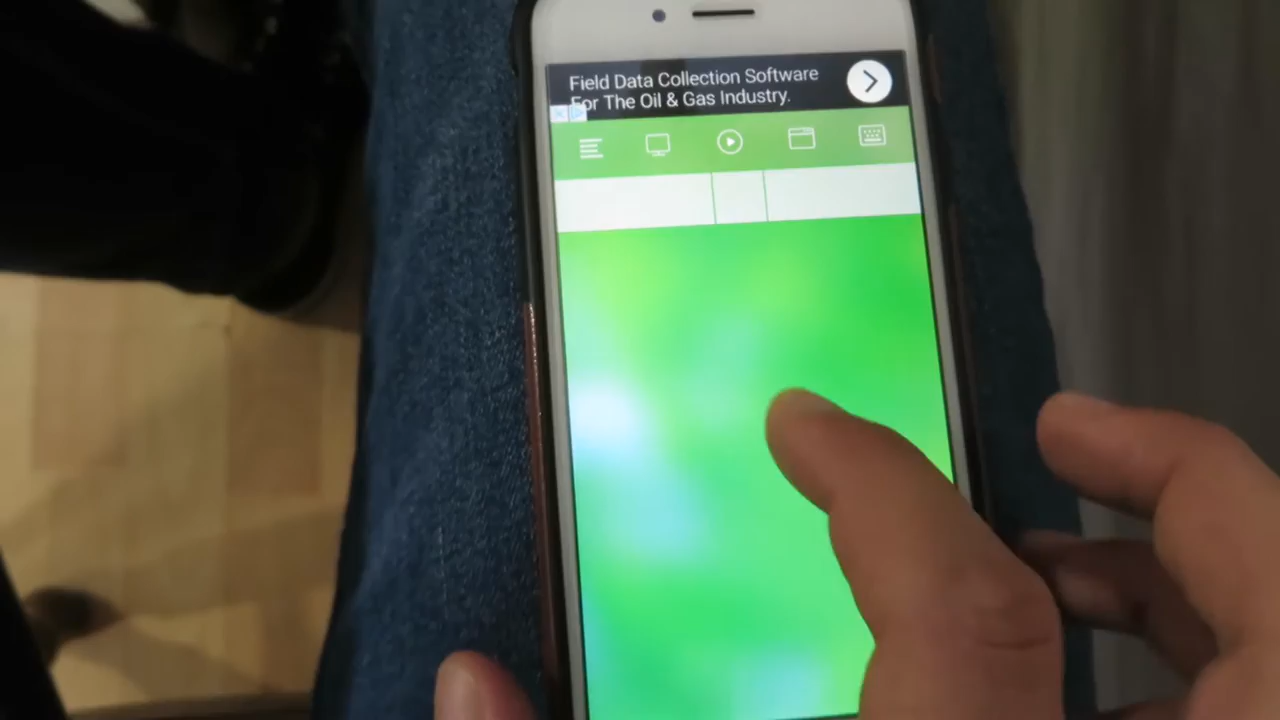 Field Data Collection Software
For The Oil & Gas Industry.